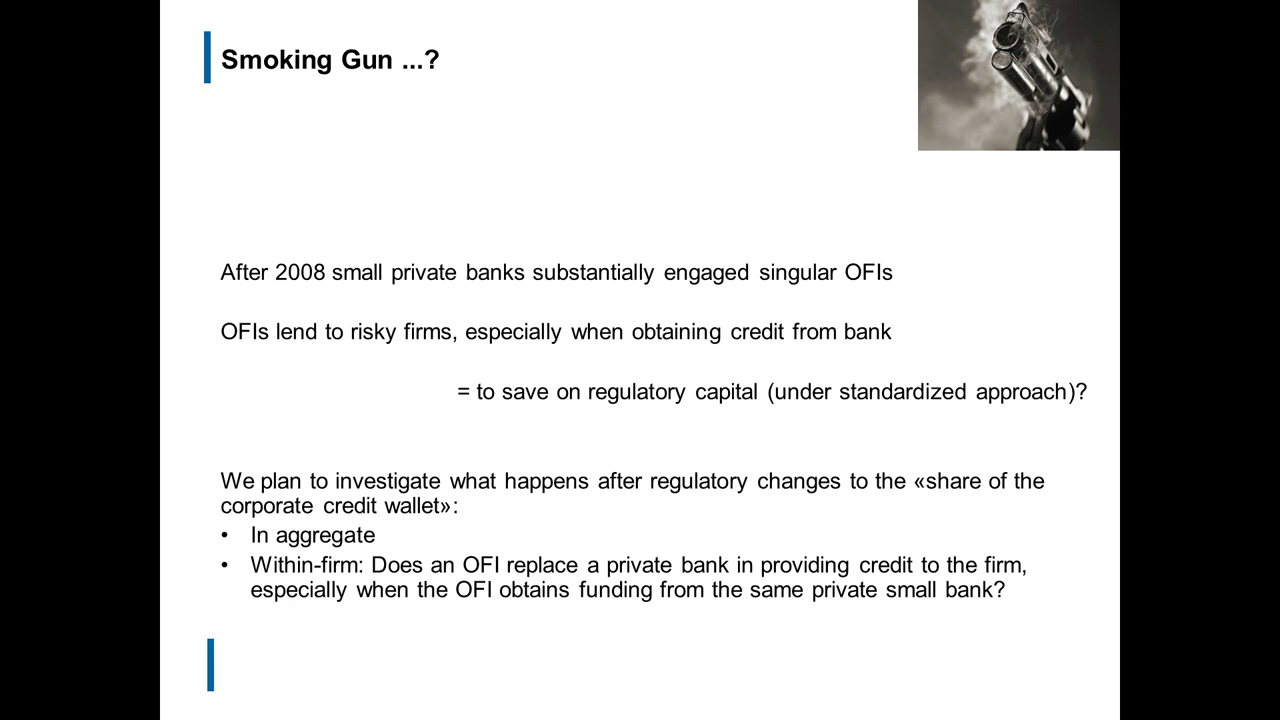 Smoking Gun ...?
After 2008 small private banks substantially engaged singular OFIs
OFIs lend to risky firms, especially when obtaining credit from bank
= to save on regulatory capital (under standardized approach)?
We plan to investigate what happens after regulatory changes to the «share of the
corporate credit wallet»:
• In aggregate
• Within-firm: Does an OFI replace a private bank in providing credit to the firm,
especially when the OFI obtains funding from the same private small bank?